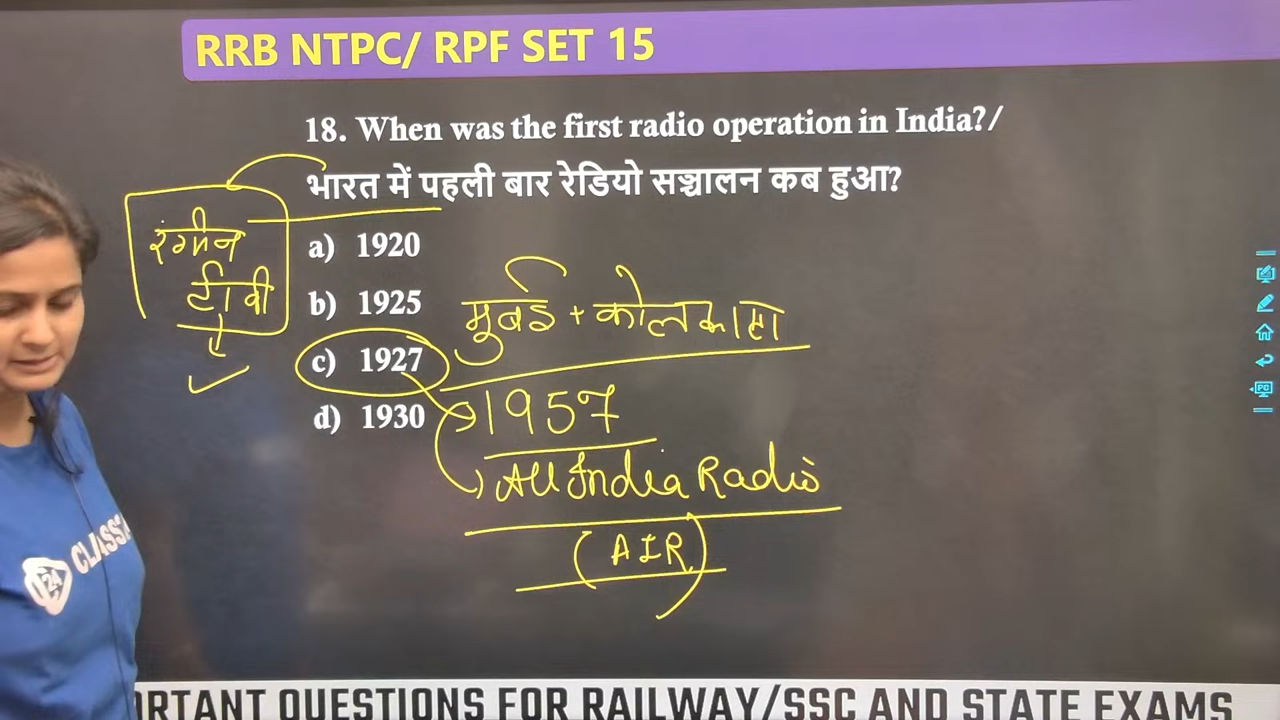 RRB NTPC/ RPF SET 15
18. When was the first radio operation in India?/
भारत में पहली बार रेडियो सञ्चालन कब हुआ?
रंगीन
टी वी
a) 1920
b) 1925
c) 1927
d) 1930
मुबई + कोलकाता
1957
All India Radio
(AIR)
24
CLASS
RTANT QUESTIONS FOR RAILWAY/SSC AND STATE EXAMS